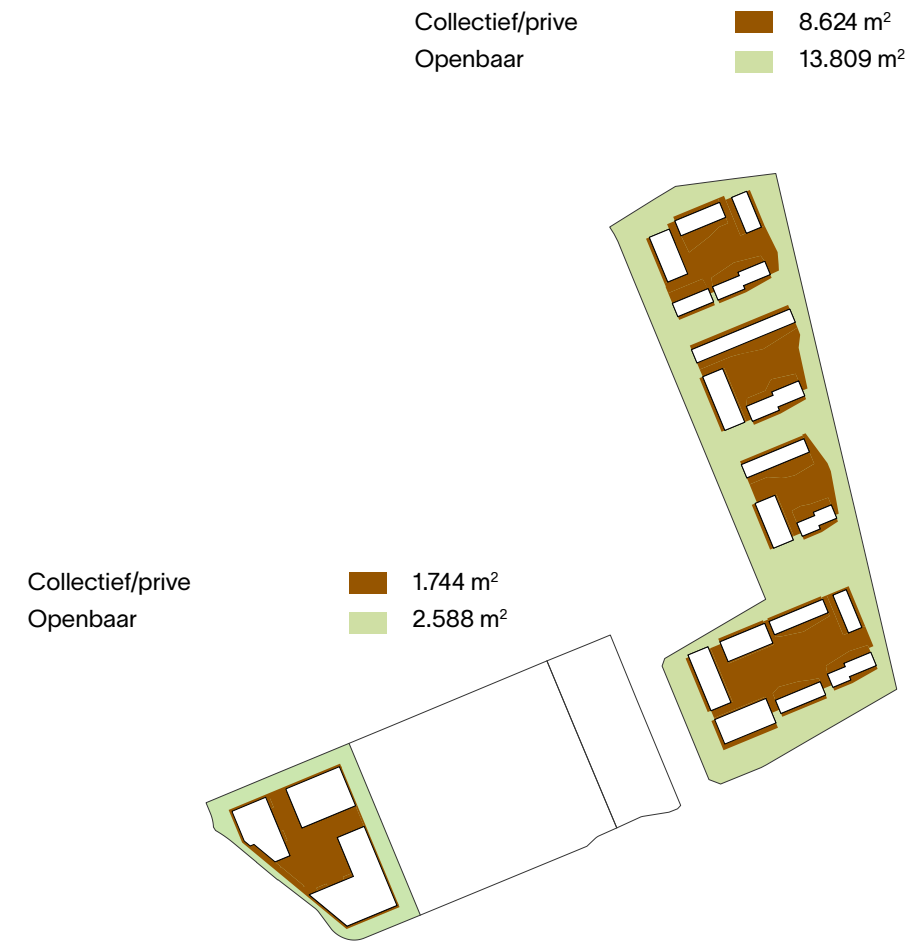 Collectief/prive 8.624 m²
Openbaar 13.809 m²
Collectief/prive 1.744 m²
Openbaar 2.588 m²